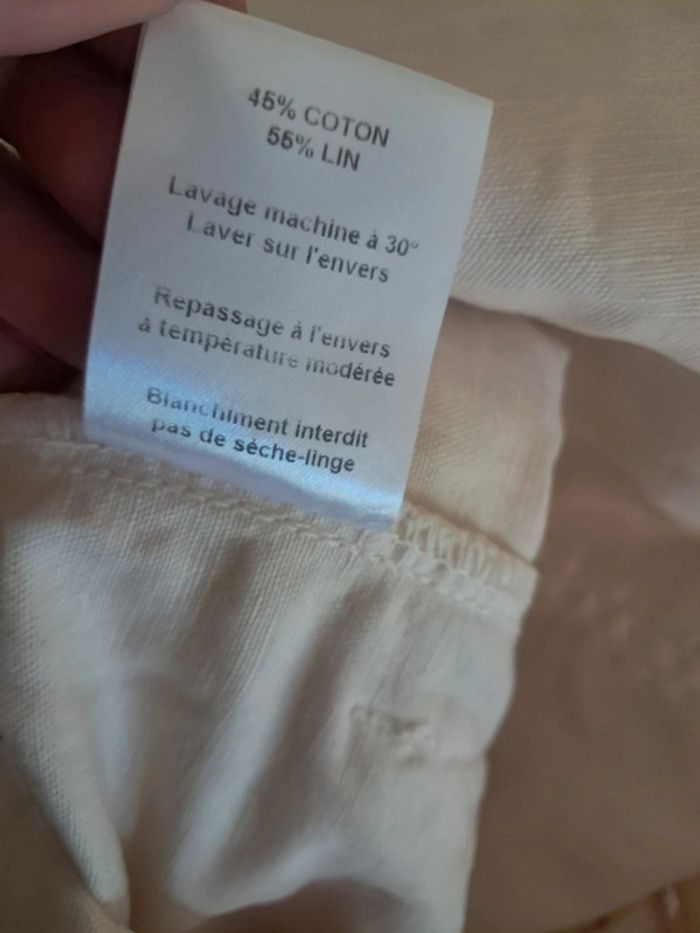 45% COTON
55% LIN
Lavage machine à 30°
Laver sur l'envers
Repassage à l'envers
à température modérée
Blanchiment interdit
pas de sèche-linge